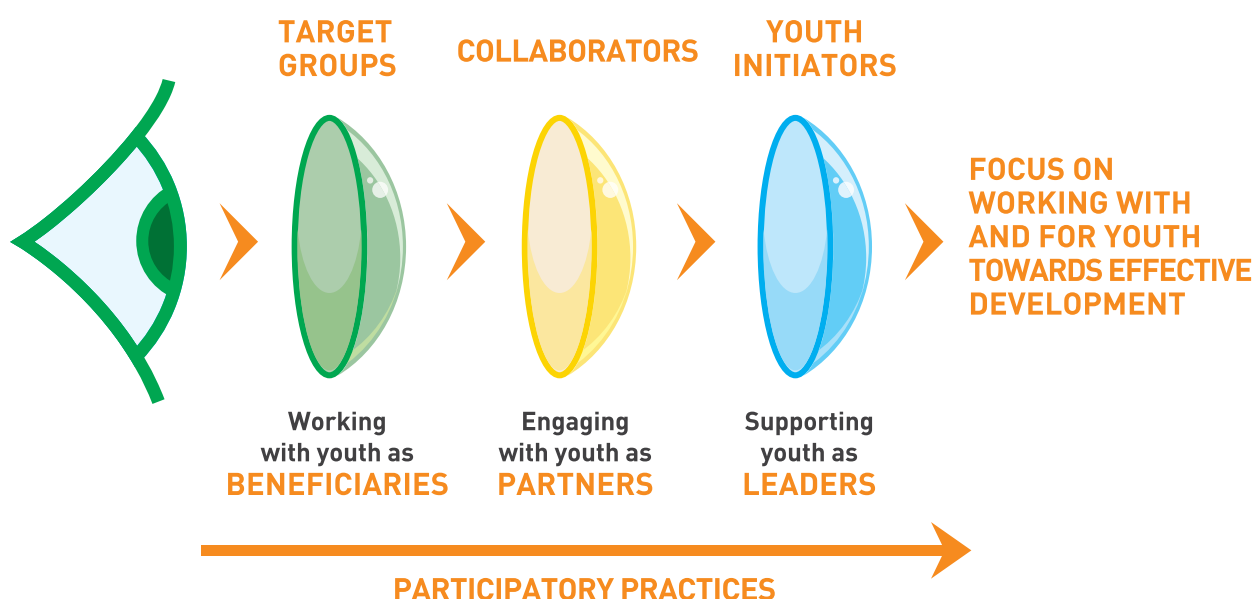 TARGET
GROUPS
COLLABORATORS
YOUTH
INITIATORS
FOCUS ON
WORKING WITH
AND FOR YOUTH
TOWARDS EFFECTIVE
DEVELOPMENT
Working
with youth as
BENEFICIARIES
Engaging
with youth as
PARTNERS
Supporting
youth as
LEADERS
PARTICIPATORY PRACTICES